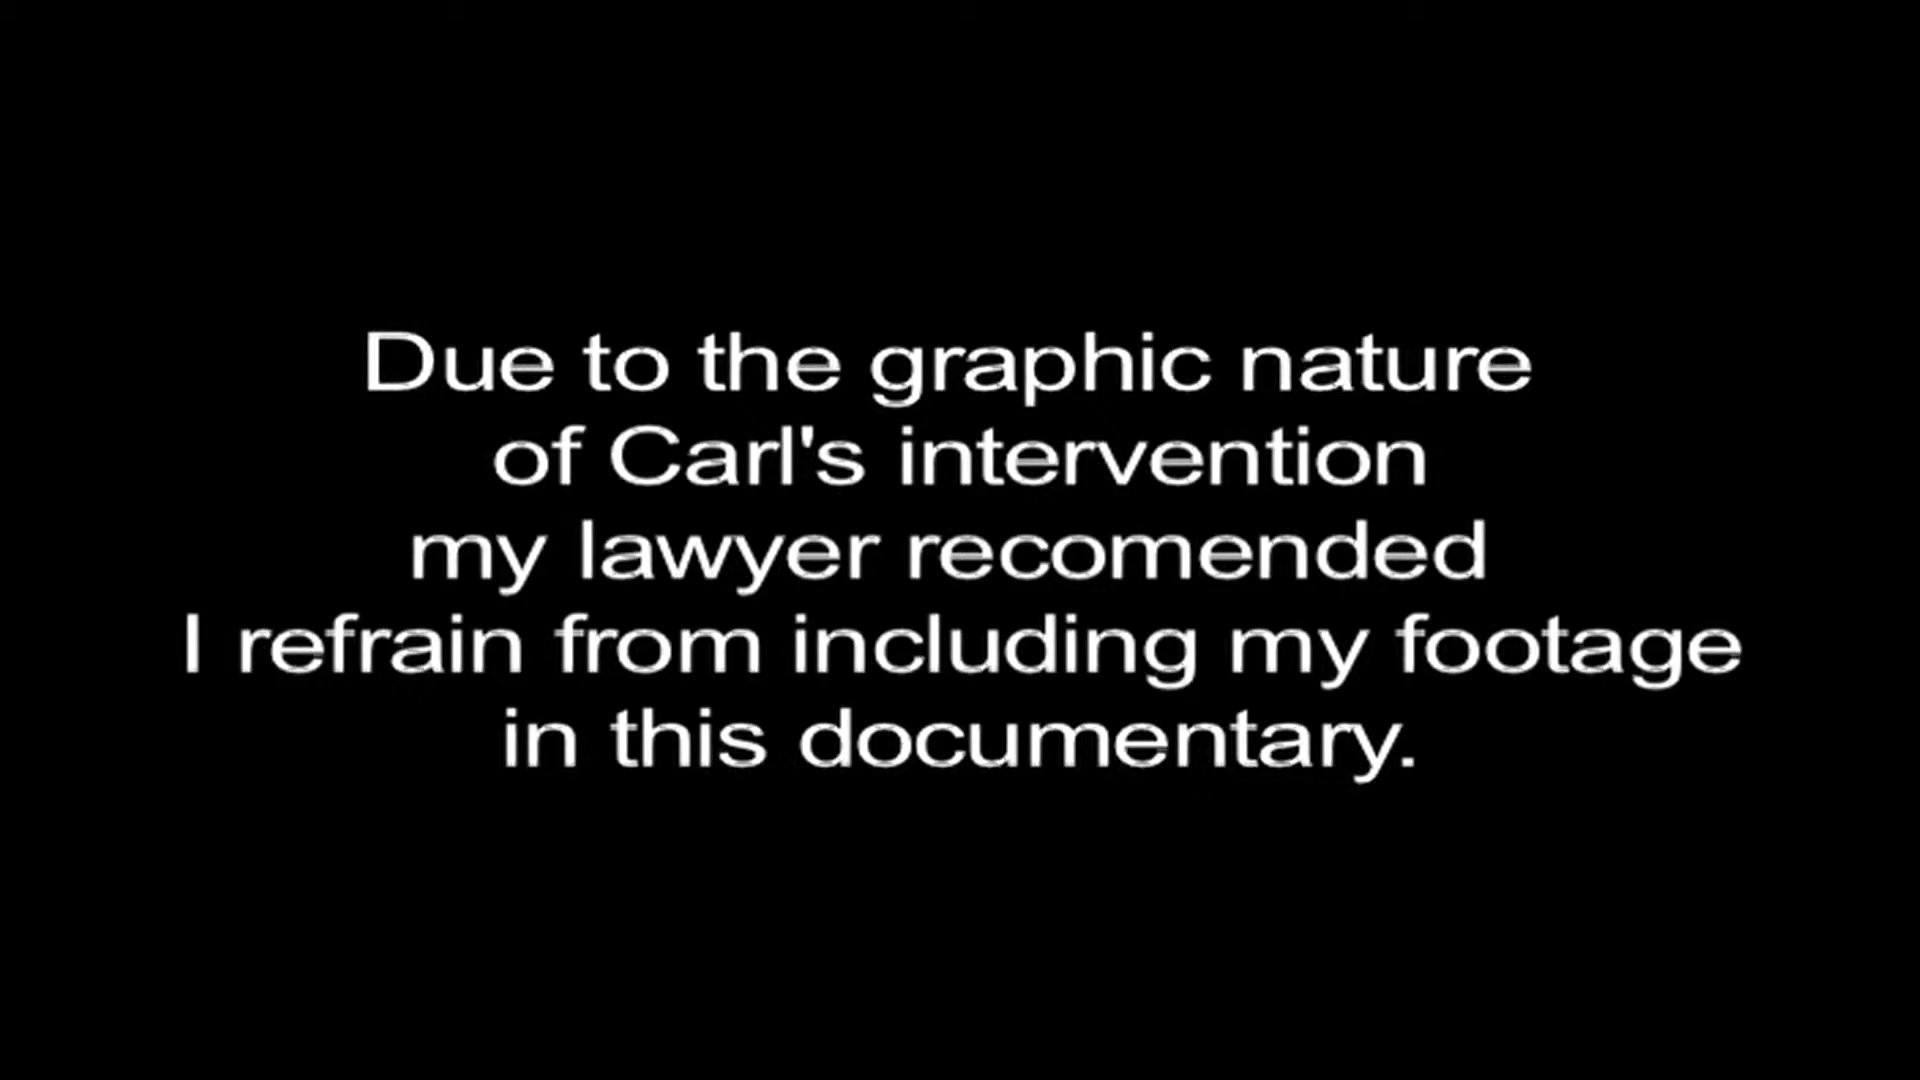 Due to the graphic nature
of Carl's intervention
my lawyer recomended
I refrain from including my footage
in this documentary.